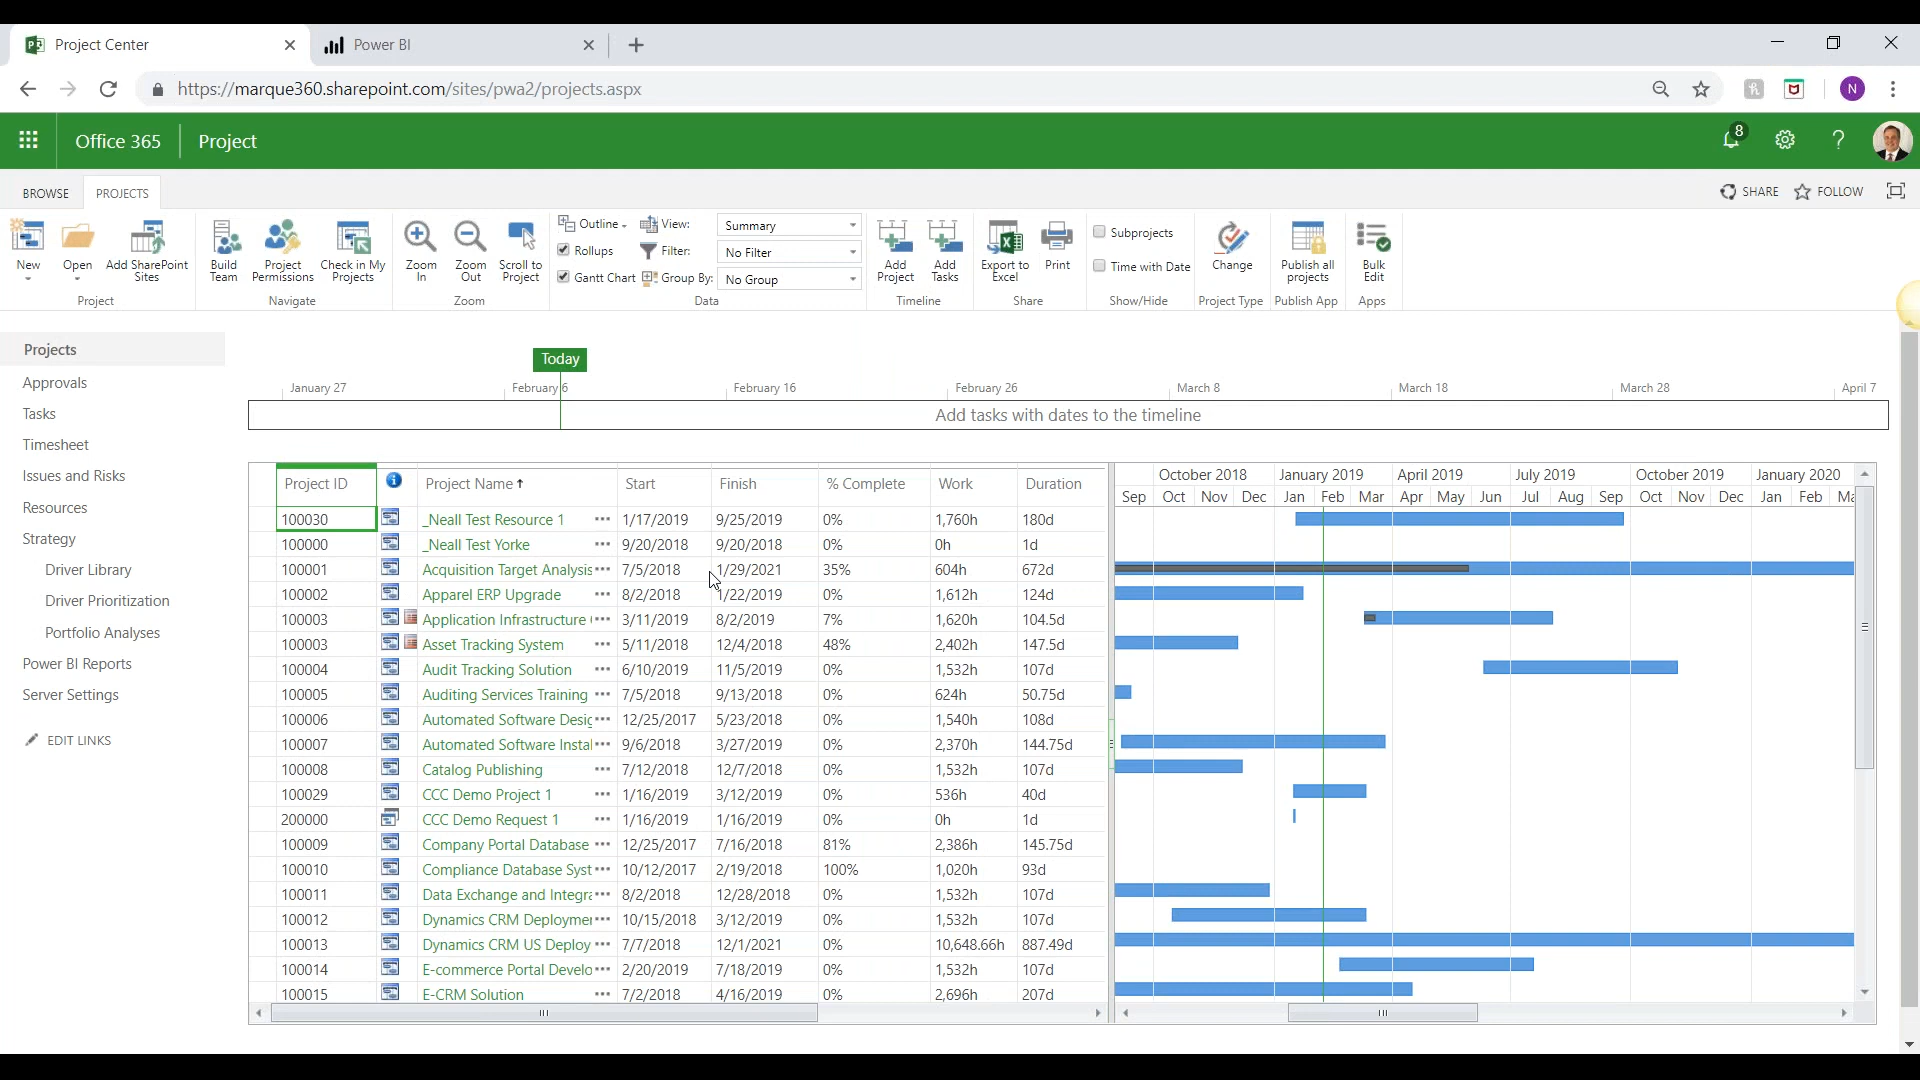 Project Center
Power BI
https://marque360.sharepoint.com/sites/pwa2/projects.aspx
N
Office 365 Project
8
BROWSE PROJECTS
SHARE FOLLOW
New
Open
Add SharePoint Sites
Project
Build Team
Project Permissions
Check in My Projects
Navigate
Zoom In
Zoom Out
Scroll to Project
Zoom
Outline
Rollups
Gantt Chart
View: Summary
Filter: No Filter
Group By: No Group
Data
Add Project
Add Tasks
Timeline
Export to Excel
Print
Share
Subprojects
Time with Date
Show/Hide
Change
Project Type
Publish all projects
Publish App
Bulk Edit
Apps
Projects
Approvals
Tasks
Timesheet
Issues and Risks
Resources
Strategy
Driver Library
Driver Prioritization
Portfolio Analyses
Power BI Reports
Server Settings
EDIT LINKS
Today
January 27 February 6 February 16 February 26 March 8 March 18 March 28 April 7
Add tasks with dates to the timeline
Project ID Project Name Start Finish % Complete Work Duration
100030 _Neall Test Resource 1 ··· 1/17/2019 9/25/2019 0% 1,760h 180d
100000 _Neall Test Yorke ··· 9/20/2018 9/20/2018 0% 0h 1d
100001 Acquisition Target Analysis ··· 7/5/2018 1/29/2021 35% 604h 672d
100002 Apparel ERP Upgrade ··· 8/2/2018 1/22/2019 0% 1,612h 124d
100003 Application Infrastructure ··· 3/11/2019 8/2/2019 7% 1,620h 104.5d
100003 Asset Tracking System ··· 5/11/2018 12/4/2018 48% 2,402h 147.5d
100004 Audit Tracking Solution ··· 6/10/2019 11/5/2019 0% 1,532h 107d
100005 Auditing Services Training ··· 7/5/2018 9/13/2018 0% 624h 50.75d
100006 Automated Software Desig ··· 12/25/2017 5/23/2018 0% 1,540h 108d
100007 Automated Software Instal ··· 9/6/2018 3/27/2019 0% 2,370h 144.75d
100008 Catalog Publishing ··· 7/12/2018 12/7/2018 0% 1,532h 107d
100029 CCC Demo Project 1 ··· 1/16/2019 3/12/2019 0% 536h 40d
200000 CCC Demo Request 1 ··· 1/16/2019 1/16/2019 0% 0h 1d
100009 Company Portal Database ··· 12/25/2017 7/16/2018 81% 2,386h 145.75d
100010 Compliance Database Syst ··· 10/12/2017 2/19/2018 100% 1,020h 93d
100011 Data Exchange and Integra ··· 8/2/2018 12/28/2018 0% 1,532h 107d
100012 Dynamics CRM Deploymer ··· 10/15/2018 3/12/2019 0% 1,532h 107d
100013 Dynamics CRM US Deploy ··· 7/7/2018 12/1/2021 0% 10,648.66h 887.49d
100014 E-commerce Portal Develo ··· 2/20/2019 7/18/2019 0% 1,532h 107d
100015 E-CRM Solution ··· 7/2/2018 4/16/2019 0% 2,696h 207d
October 2018 January 2019 April 2019 July 2019 October 2019 January 2020
Sep Oct Nov Dec Jan Feb Mar Apr May Jun Jul Aug Sep Oct Nov Dec Jan Feb Ma